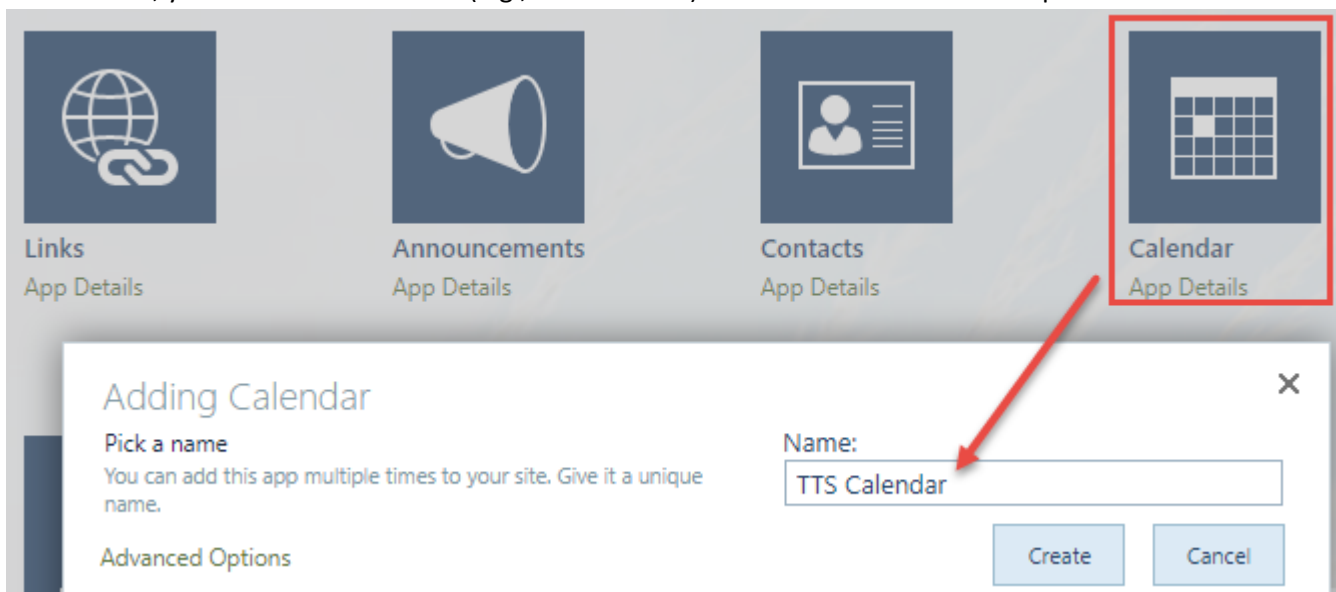 Links
Announcements
Contacts
Calendar
App Details
App Details
App Details
App Details
Adding Calendar
Pick a name
You can add this app multiple times to your site. Give it a unique
name.
Advanced Options
Name:
TTS Calendar
Create
Cancel